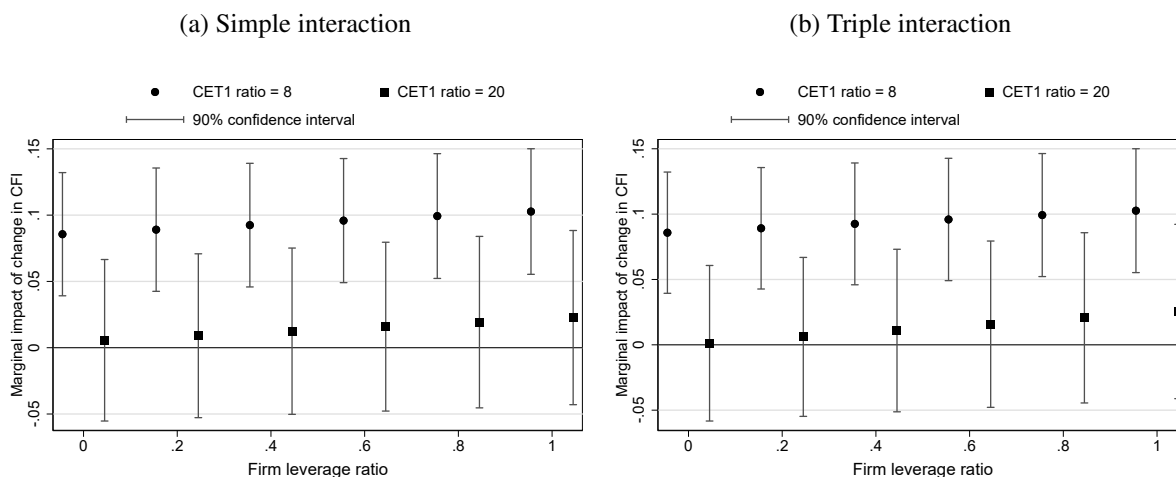 (a) Simple interaction
CET1 ratio = 8 CET1 ratio = 20
90% confidence interval
Marginal impact of change in CFI
.15
.1
.05
0
-.05
0 .2 .4 .6 .8 1
Firm leverage ratio
(b) Triple interaction
CET1 ratio = 8 CET1 ratio = 20
90% confidence interval
Marginal impact of change in CFI
.15
.1
.05
0
-.05
0 .2 .4 .6 .8 1
Firm leverage ratio